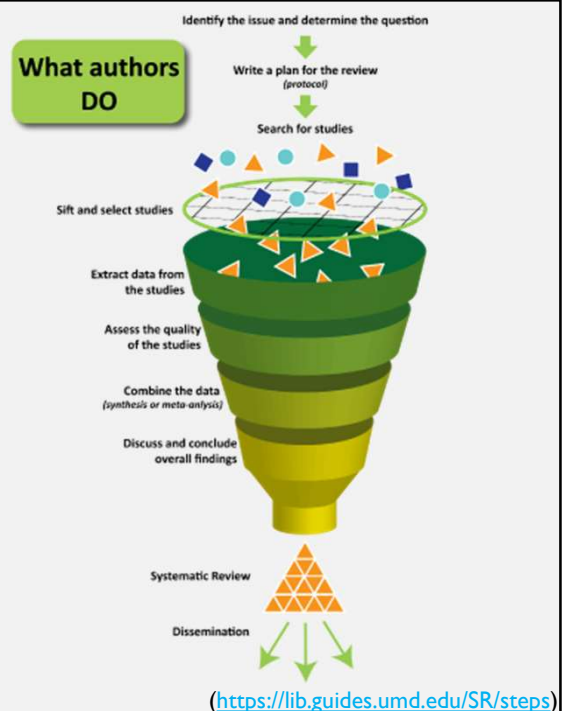 Identify the issue and determine the question
What authors
DO
Write a plan for the review
(protocol)
Search for studies
Sift and select studies
Extract data from
the studies
Assess the quality
of the studies
Combine the data
(synthesis or meta-anlysis)
Discuss and conclude
overall findings
Systematic Review
Dissemination
(https://lib.guides.umd.edu/SR/steps)